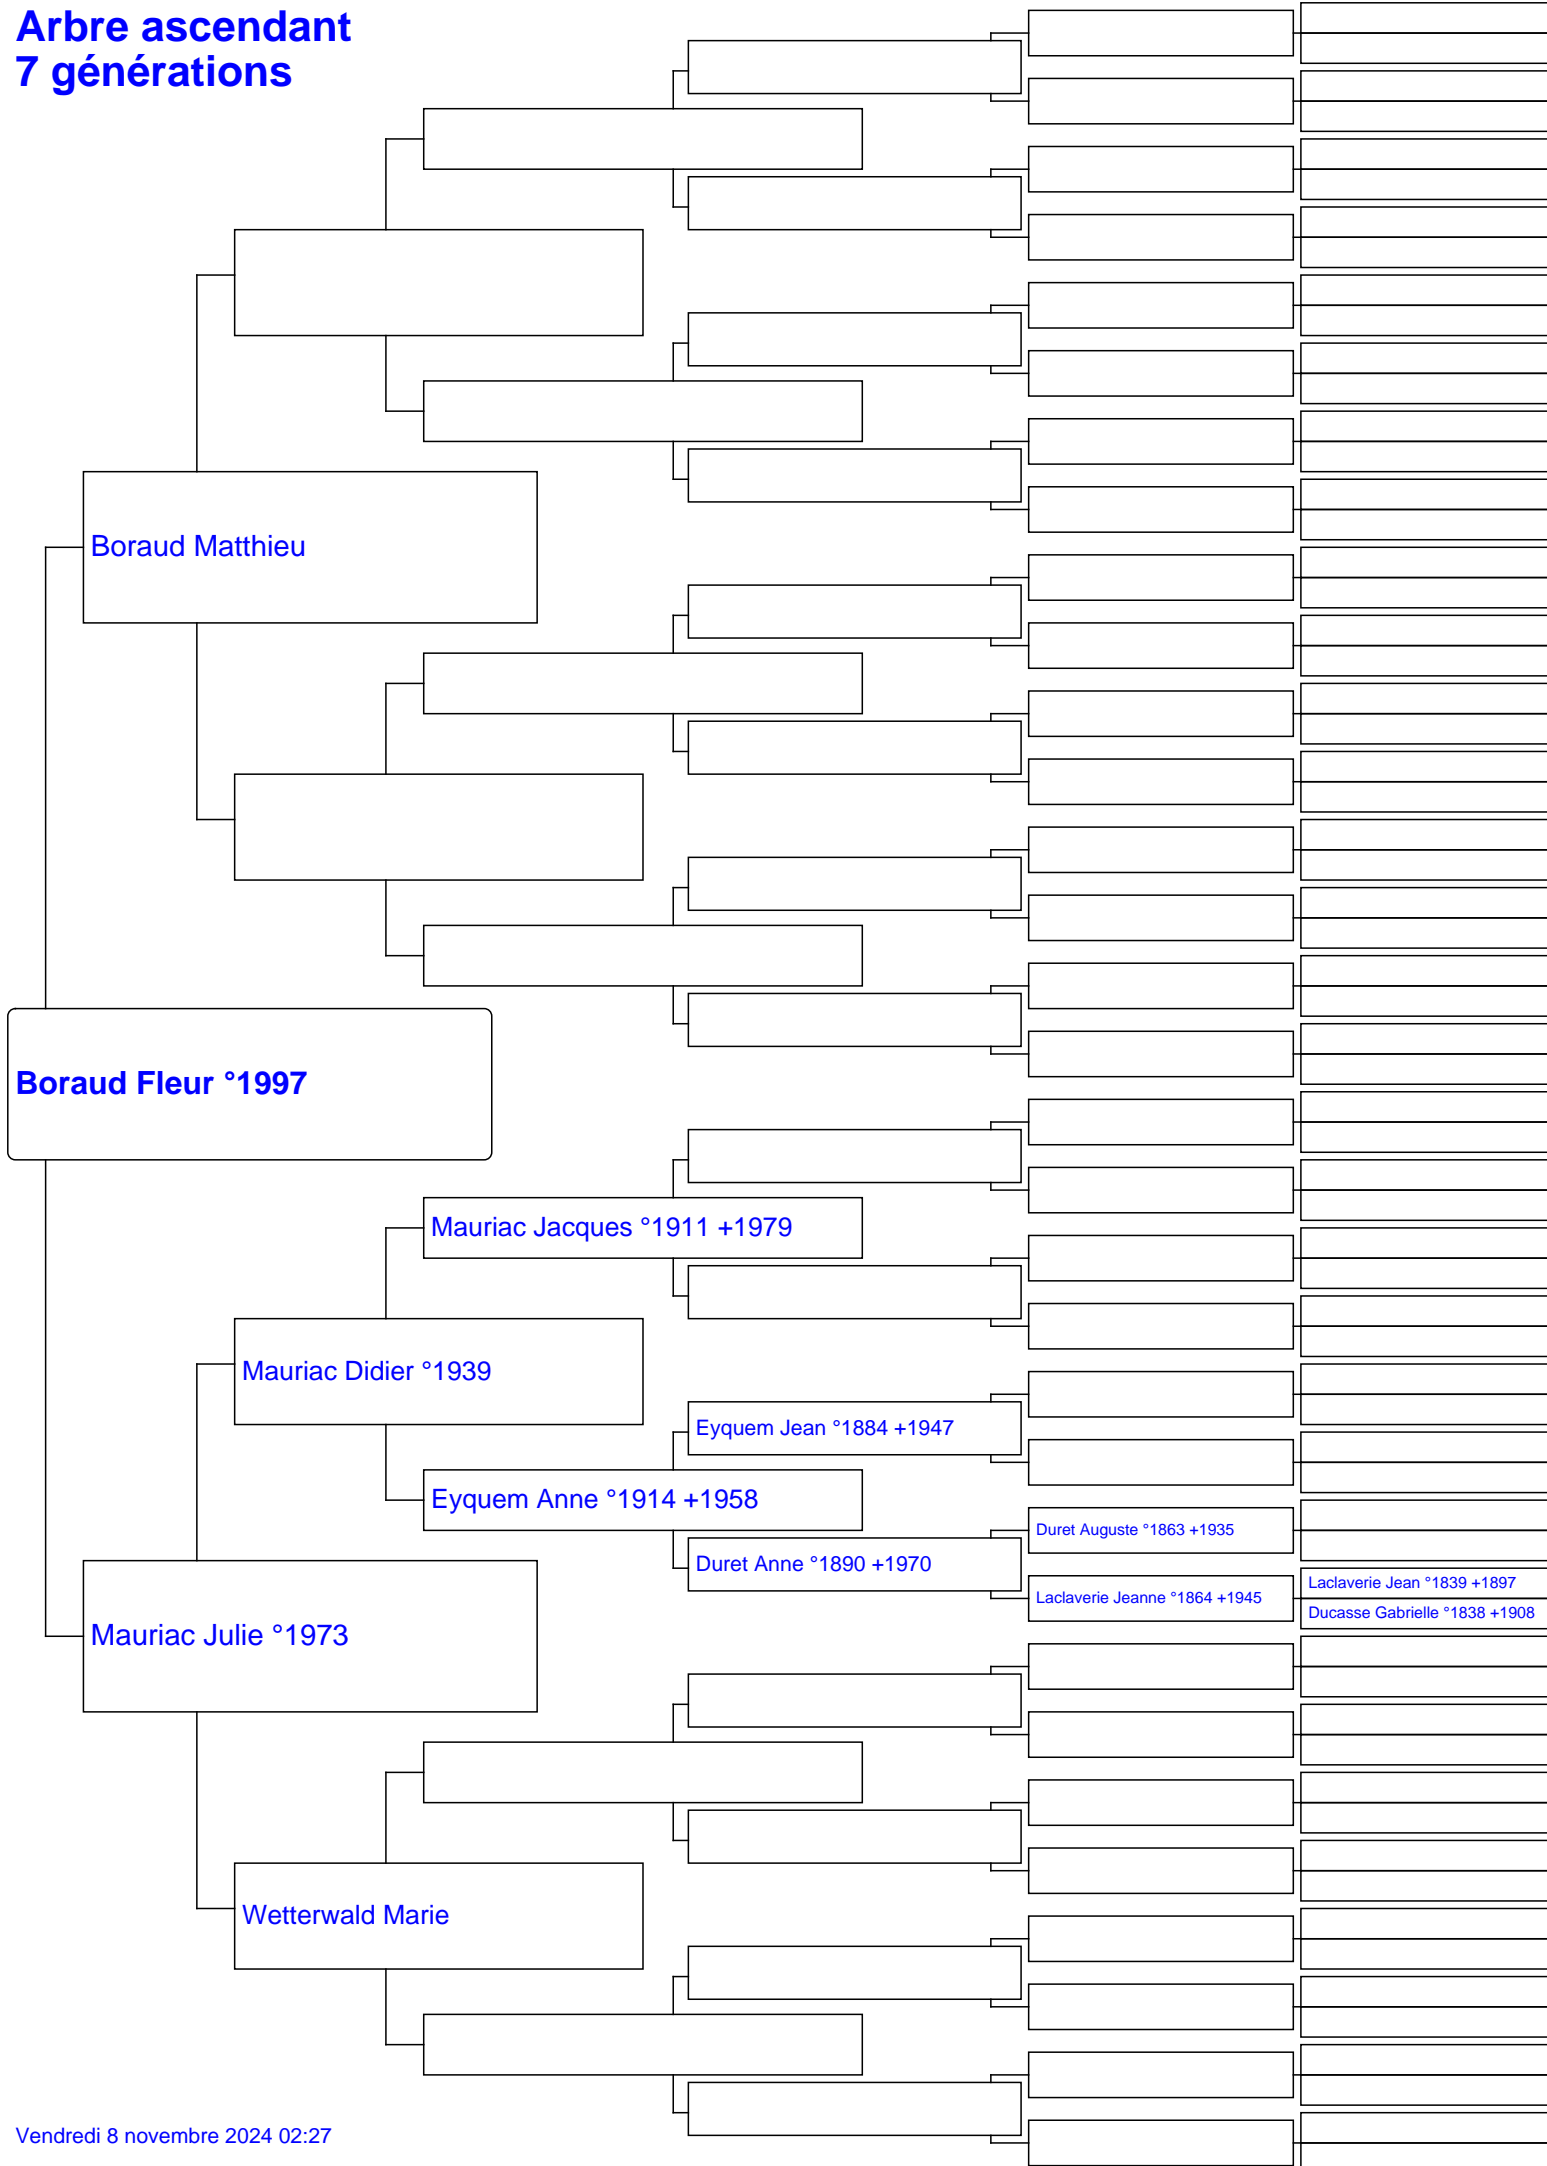 Arbre ascendant
7 générations
Boraud Matthieu
Boraud Fleur °1997
Mauriac Jacques °1911 +1979
Mauriac Didier °1939
Eyquem Jean °1884 +1947
Eyquem Anne °1914 +1958
Duret Auguste °1863 +1935
Duret Anne °1890 +1970
Laclaverie Jean °1839 +1897
Laclaverie Jeanne °1864 +1945
Ducasse Gabrielle °1838 +1908
Mauriac Julie °1973
Wetterwald Marie
Vendredi 8 novembre 2024 02:27